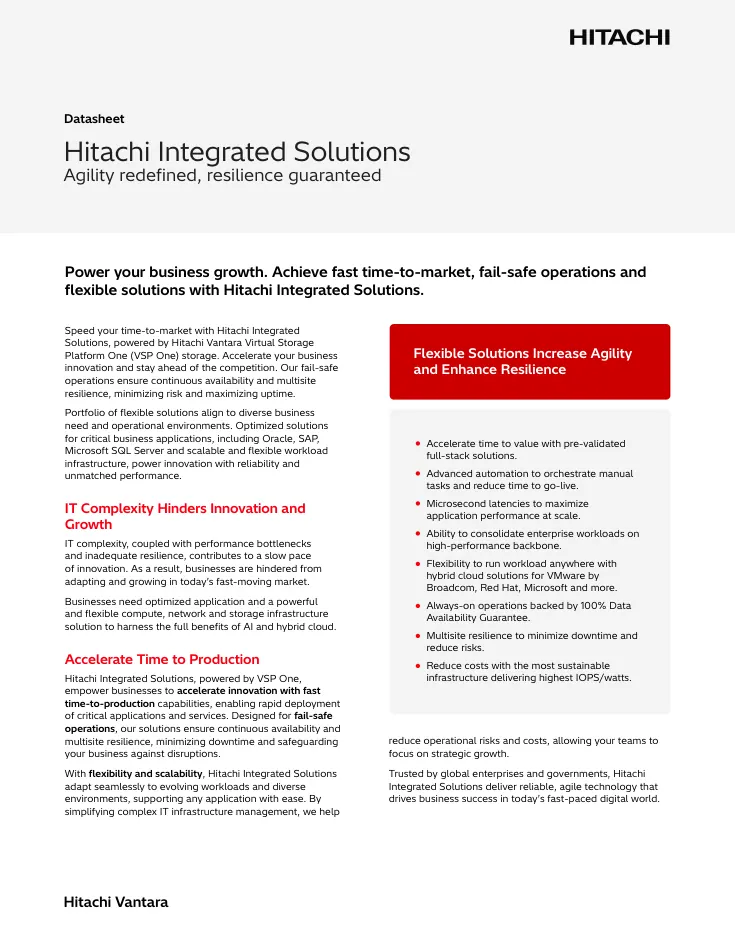 HITACHI
Datasheet
Hitachi Integrated Solutions
Agility redefined, resilience guaranteed
Power your business growth. Achieve fast time-to-market, fail-safe operations and
flexible solutions with Hitachi Integrated Solutions.
Speed your time-to-market with Hitachi Integrated
Solutions, powered by Hitachi Vantara Virtual Storage
Platform One (VSP One) storage. Accelerate your business
innovation and stay ahead of the competition. Our fail-safe
operations ensure continuous availability and multisite
resilience, minimizing risk and maximizing uptime.
Portfolio of flexible solutions align to diverse business
need and operational environments. Optimized solutions
for critical business applications, including Oracle, SAP,
Microsoft SQL Server and scalable and flexible workload
infrastructure, power innovation with reliability and
unmatched performance.
IT Complexity Hinders Innovation and
Growth
IT complexity, coupled with performance bottlenecks
and inadequate resilience, contributes to a slow pace
of innovation. As a result, businesses are hindered from
adapting and growing in today's fast-moving market.
Businesses need optimized application and a powerful
and flexible compute, network and storage infrastructure
solution to harness the full benefits of AI and hybrid cloud.
Accelerate Time to Production
Hitachi Integrated Solutions, powered by VSP One,
empower businesses to accelerate innovation with fast
time-to-production capabilities, enabling rapid deployment
of critical applications and services. Designed for fail-safe
operations, our solutions ensure continuous availability and
multisite resilience, minimizing downtime and safeguarding
your business against disruptions.
With flexibility and scalability, Hitachi Integrated Solutions
adapt seamlessly to evolving workloads and diverse
environments, supporting any application with ease. By
simplifying complex IT infrastructure management, we help
Flexible Solutions Increase Agility
and Enhance Resilience
• Accelerate time to value with pre-validated
full-stack solutions.
• Advanced automation to orchestrate manual
tasks and reduce time to go-live.
• Microsecond latencies to maximize
application performance at scale.
• Ability to consolidate enterprise workloads on
high-performance backbone.
• Flexibility to run workload anywhere with
hybrid cloud solutions for VMware by
Broadcom, Red Hat, Microsoft and more.
• Always-on operations backed by 100% Data
Availability Guarantee.
• Multisite resilience to minimize downtime and
reduce risks.
• Reduce costs with the most sustainable
infrastructure delivering highest IOPS/watts.
reduce operational risks and costs, allowing your teams to
focus on strategic growth.
Trusted by global enterprises and governments, Hitachi
Integrated Solutions deliver reliable, agile technology that
drives business success in today's fast-paced digital world.
Hitachi Vantara